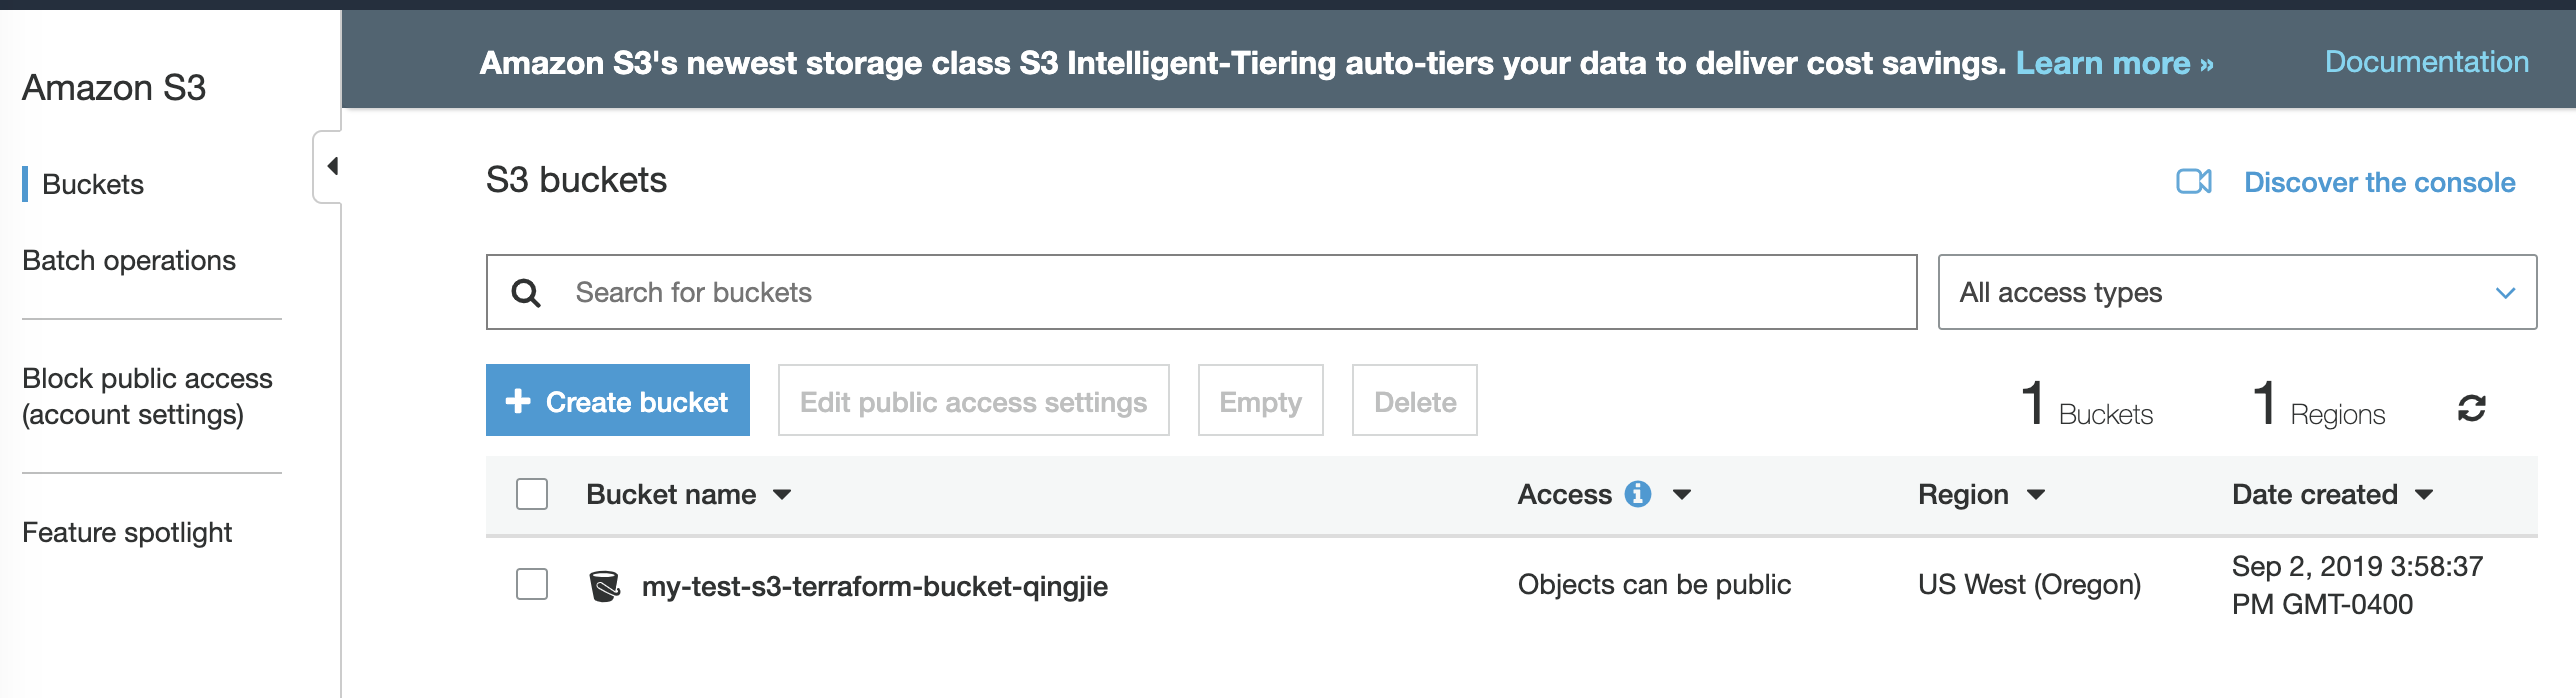 Amazon S3
Buckets
Batch operations
Block public access
(account settings)
Feature spotlight
Amazon S3's newest storage class S3 Intelligent-Tiering auto-tiers your data to deliver cost savings. Learn more » Documentation
S3 buckets Discover the console
Search for buckets All access types
Create bucket Edit public access settings Empty Delete 1 Buckets 1 Regions
Bucket name Access Region Date created
my-test-s3-terraform-bucket-qingjie Objects can be public US West (Oregon) Sep 2, 2019 3:58:37
PM GMT-0400